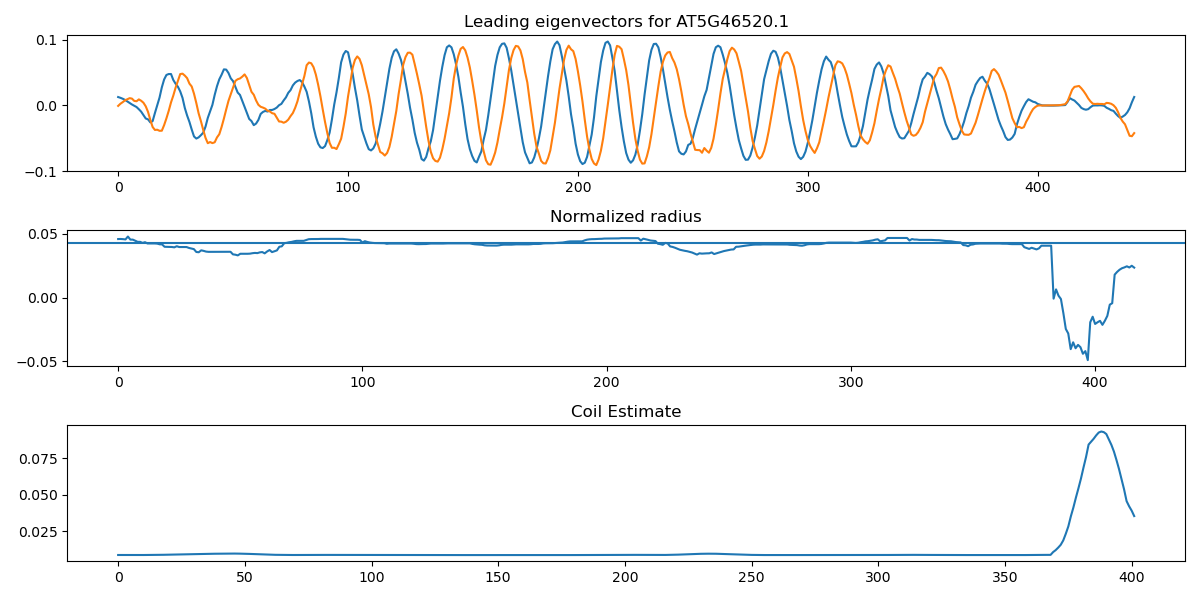 Leading eigenvectors for AT5G46520.1
0.1
0.0
−0.1
0 100 200 300 400
Normalized radius
0.05
0.00
−0.05
0 100 200 300 400
Coil Estimate
0.075
0.050
0.025
0 50 100 150 200 250 300 350 400